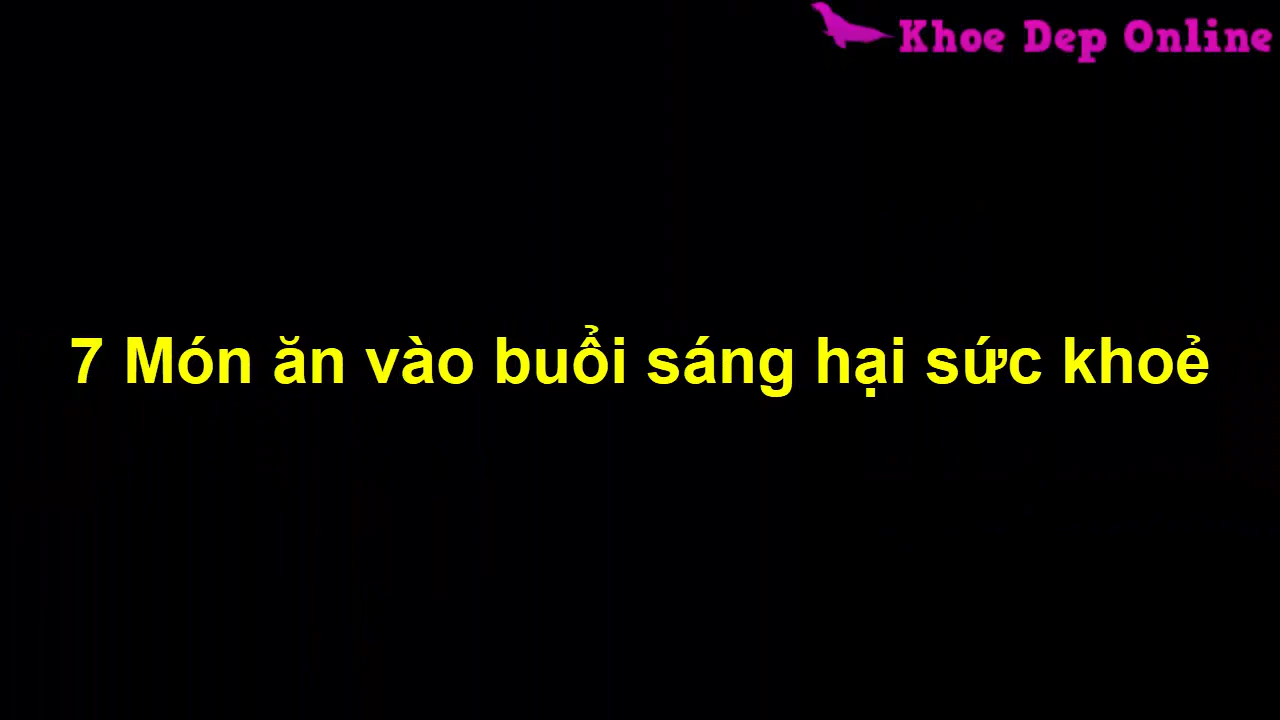 Khoe Dep Online
7 Món ăn vào buổi sáng hại sức khoẻ